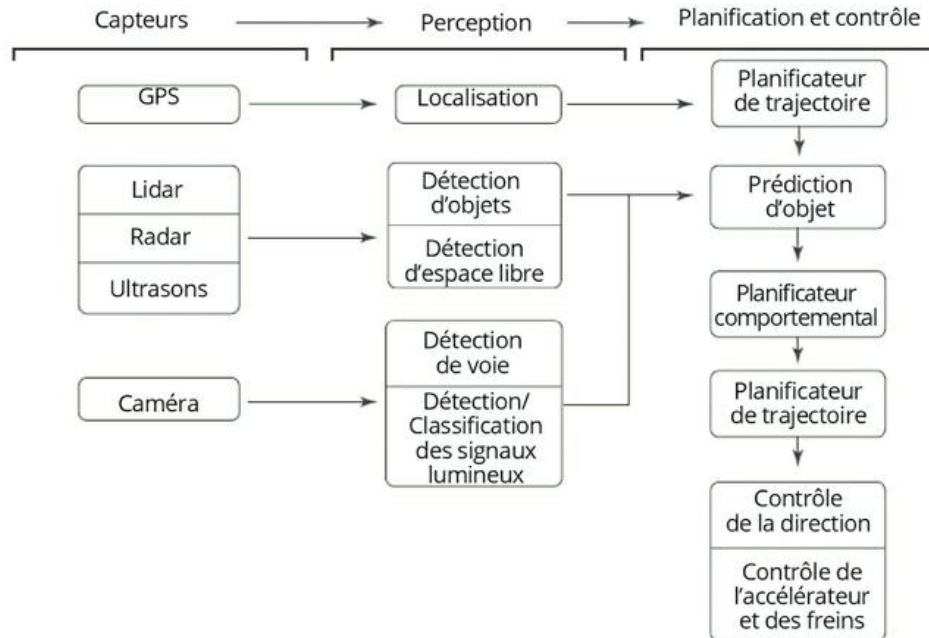 Capteurs
Perception
Planification et contrôle
GPS
Localisation
Planificateur
de trajectoire
Lidar
Radar
Ultrasons
Détection
d'objets
Détection
d'espace libre
Prédiction
d'objet
Planificateur
comportemental
Caméra
Détection
de voie
Détection/
Classification
des signaux
lumineux
Planificateur
de trajectoire
Contrôle
de la direction
Contrôle de
l'accélérateur
et des freins